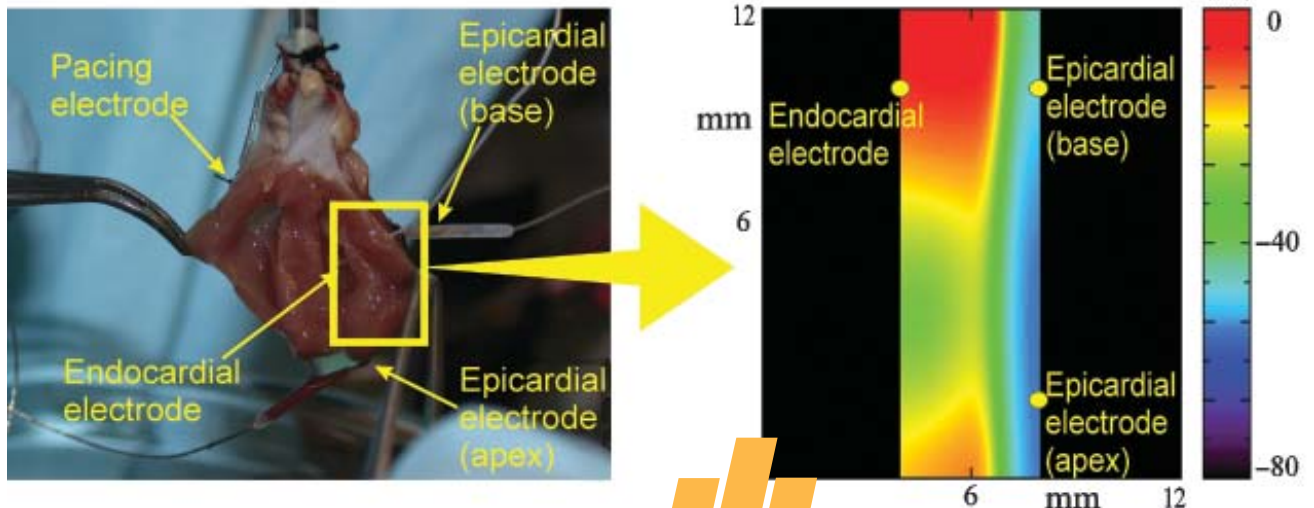 Pacing
electrode
Epicardial
electrode
(base)
Endocardial
electrode
Epicardial
electrode
(apex)
12
mm
6
Endocardial
electrode
Epicardial
electrode
(base)
Epicardial
electrode
(apex)
6 mm 12
0
−40
−80